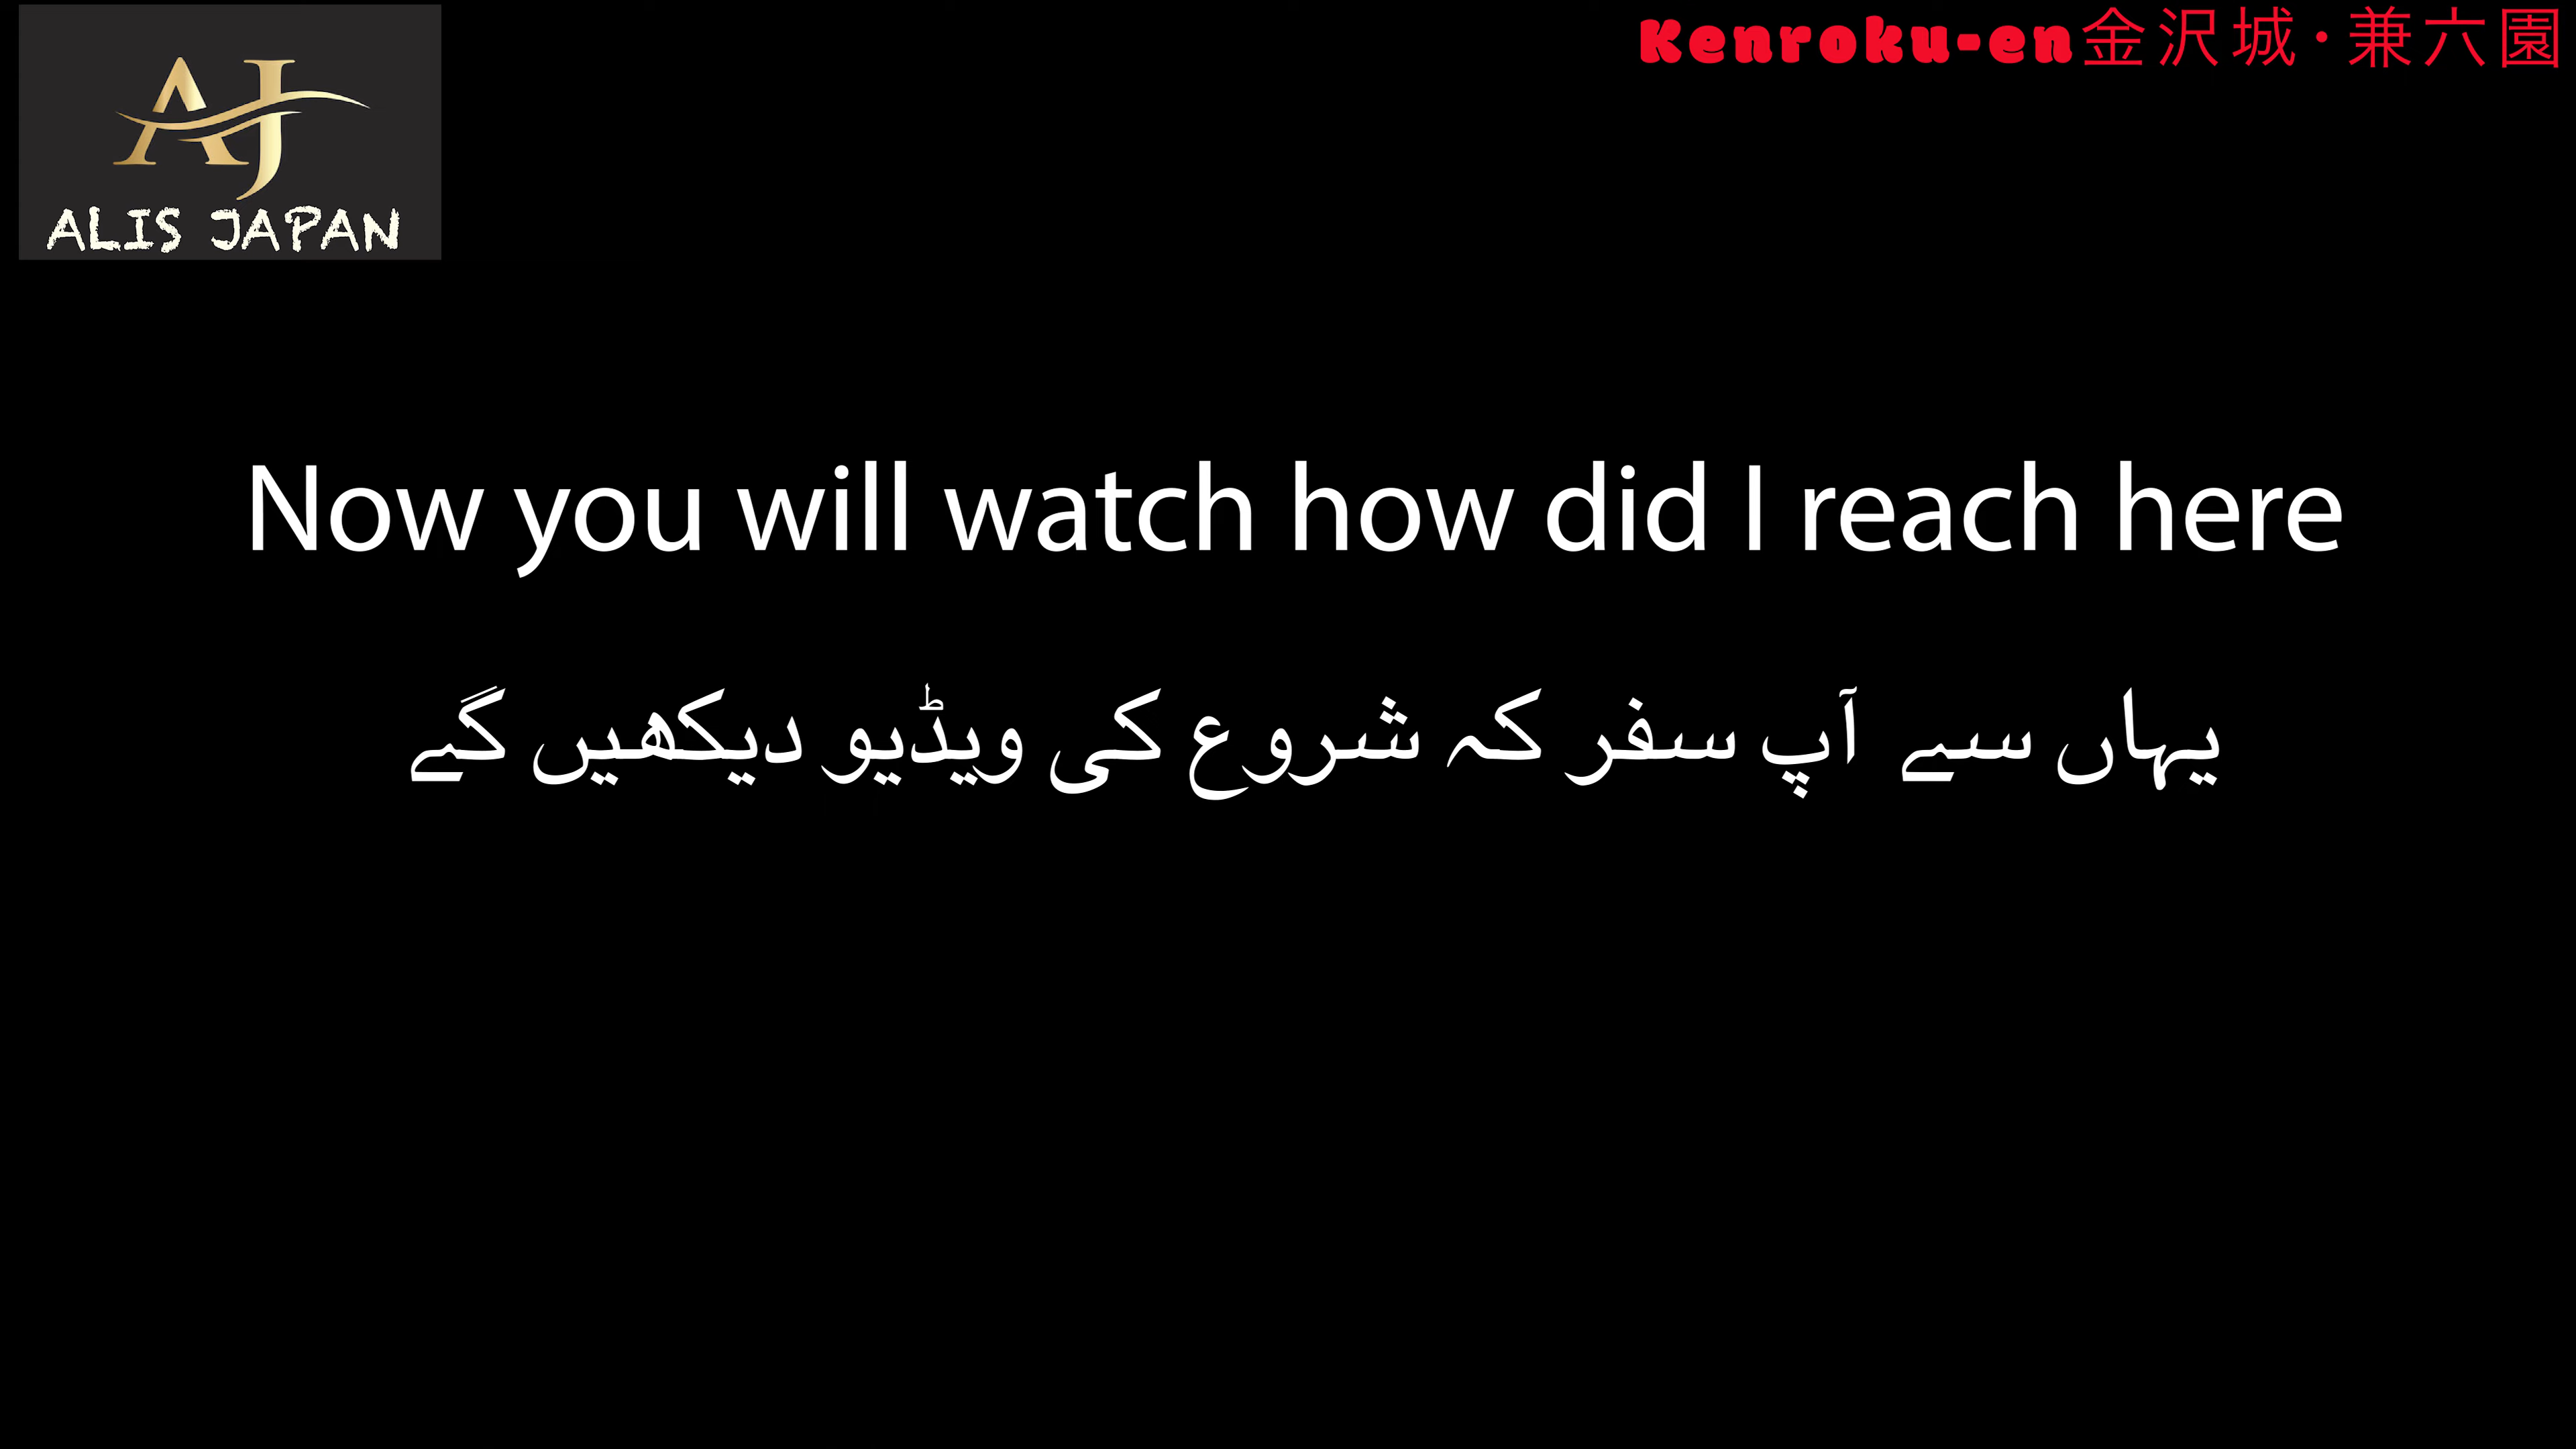 AJ
ALIS JAPAN
Kenroku-en金沢城・兼六園
Now you will watch how did I reach here
یہاں سے آپ سفر کہ شروع کی ویڈیو دیکھیں گے